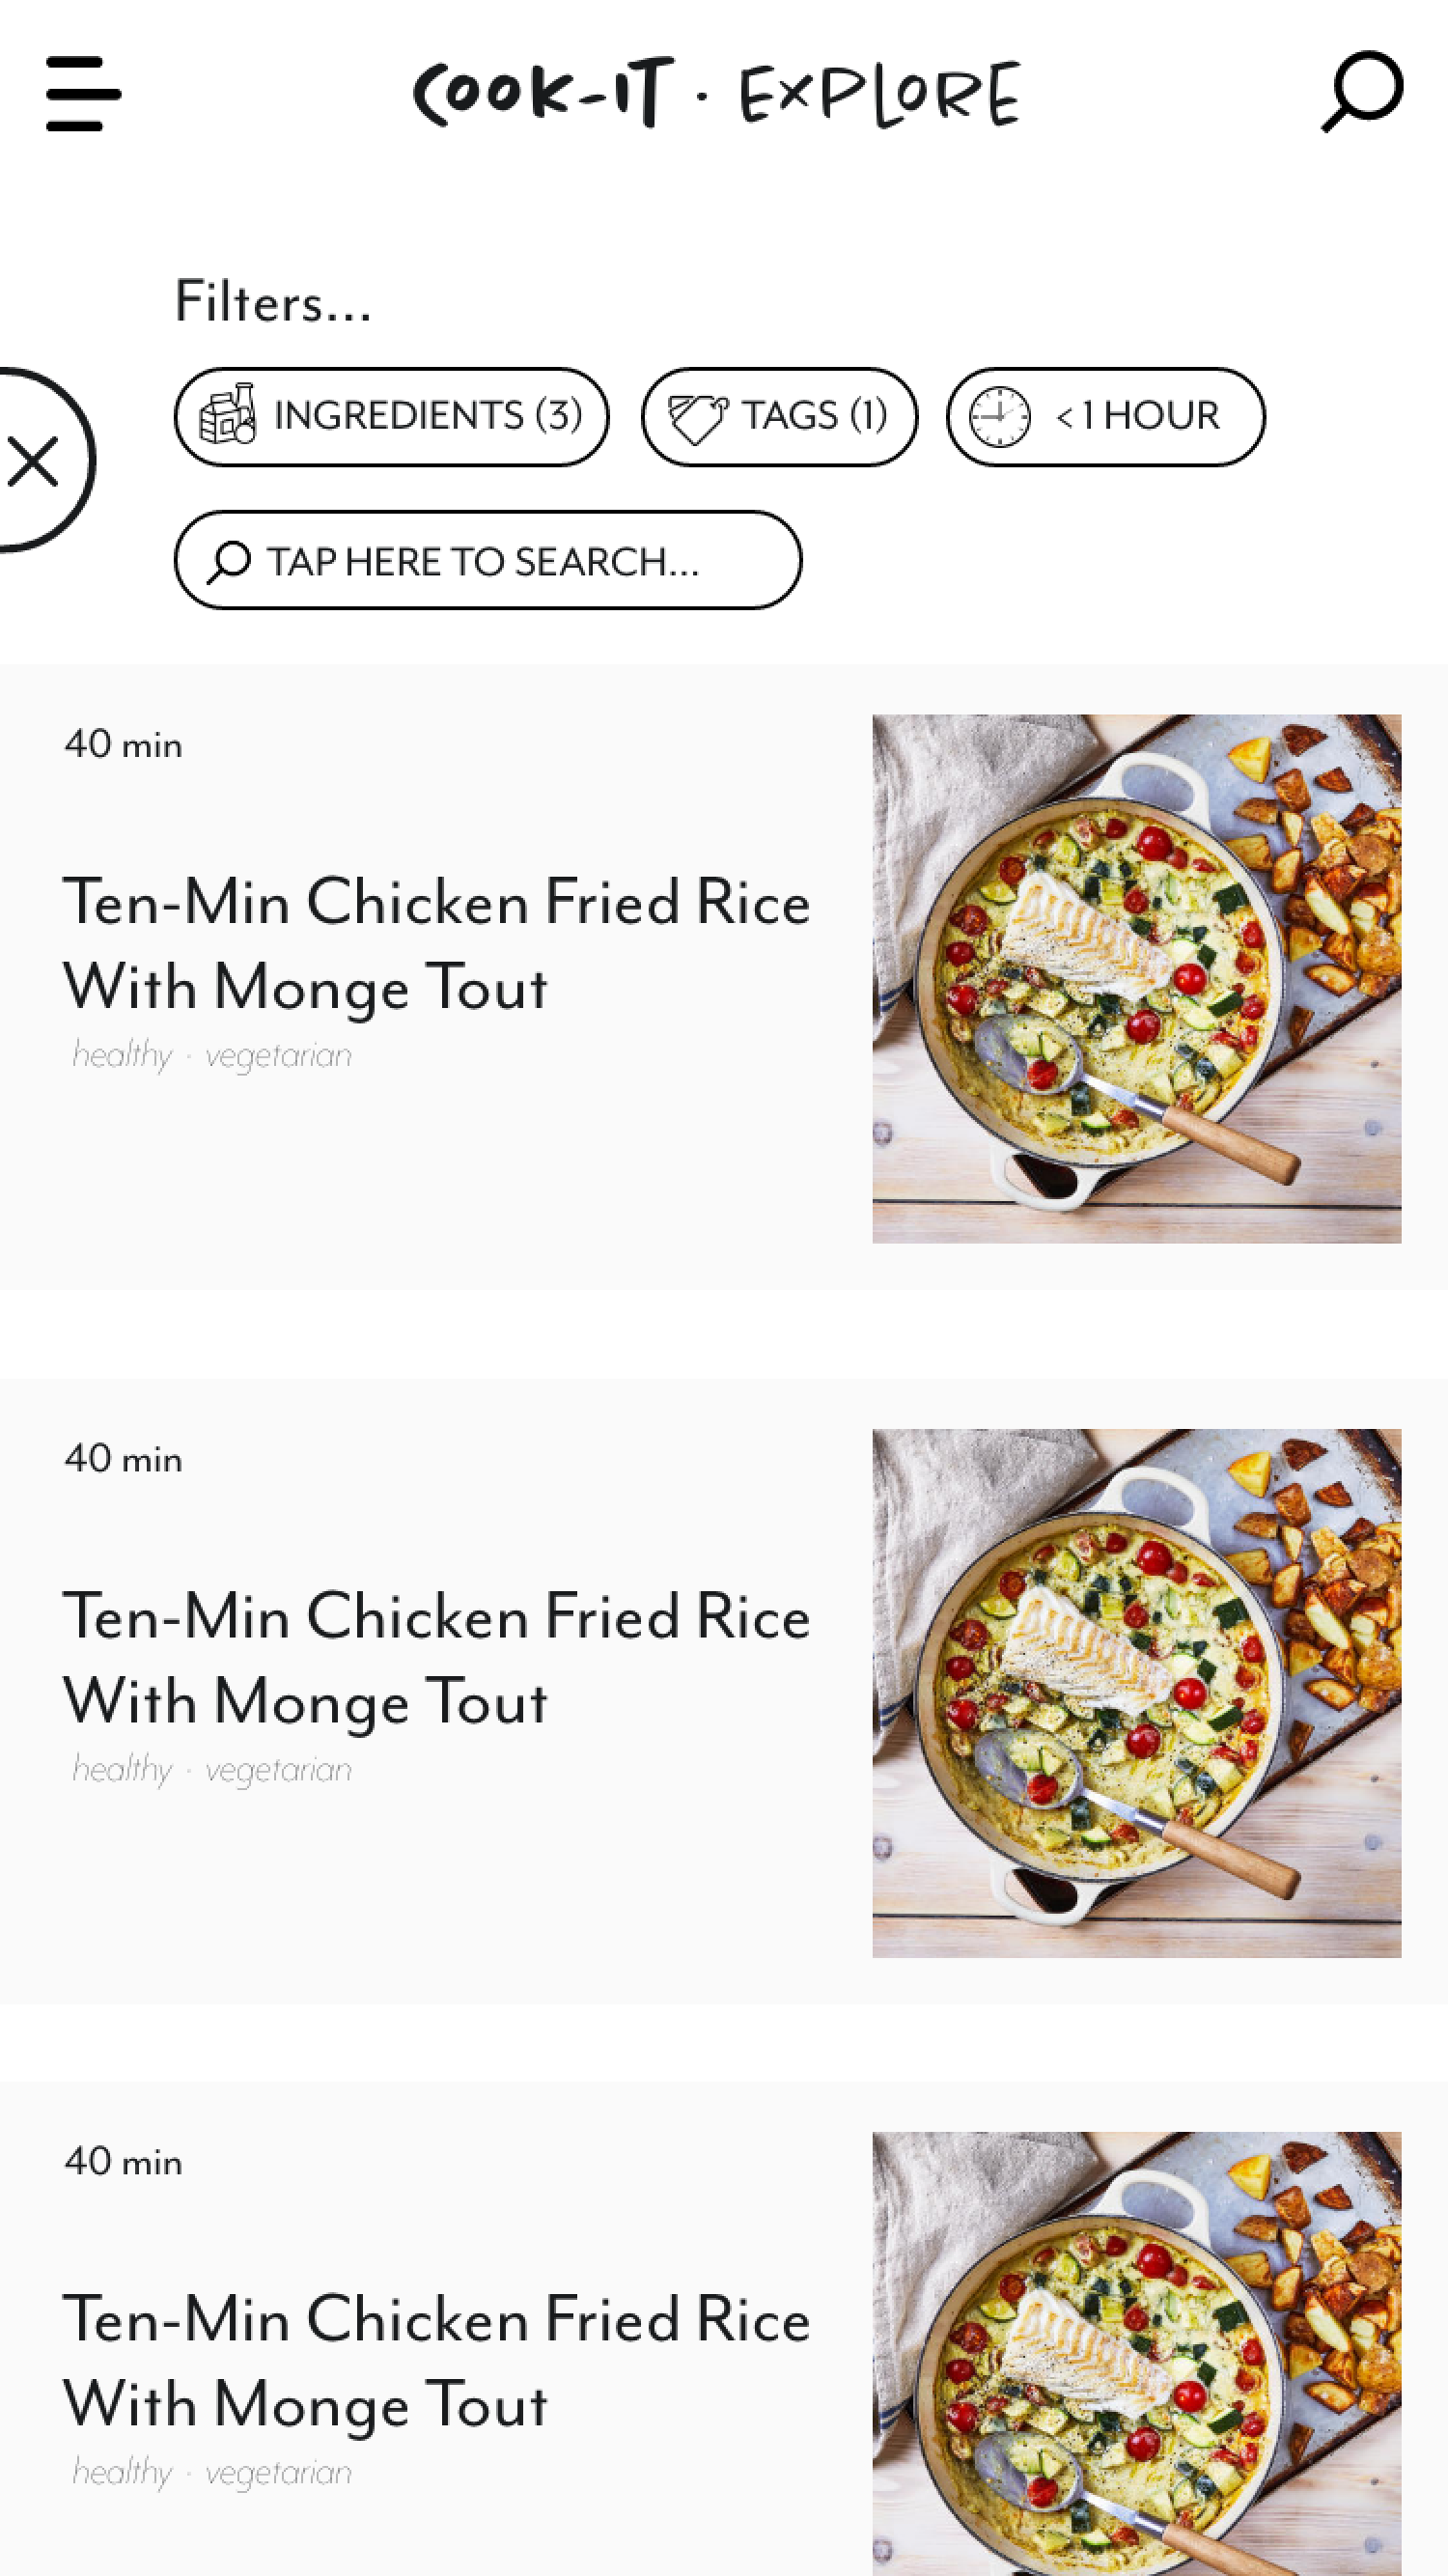 COOK-IT · EXPLORE
Filters...
INGREDIENTS (3)
TAGS (1)
< 1 HOUR
TAP HERE TO SEARCH...
40 min
Ten-Min Chicken Fried Rice
With Monge Tout
healthy · vegetarian
40 min
Ten-Min Chicken Fried Rice
With Monge Tout
healthy · vegetarian
40 min
Ten-Min Chicken Fried Rice
With Monge Tout
healthy · vegetarian